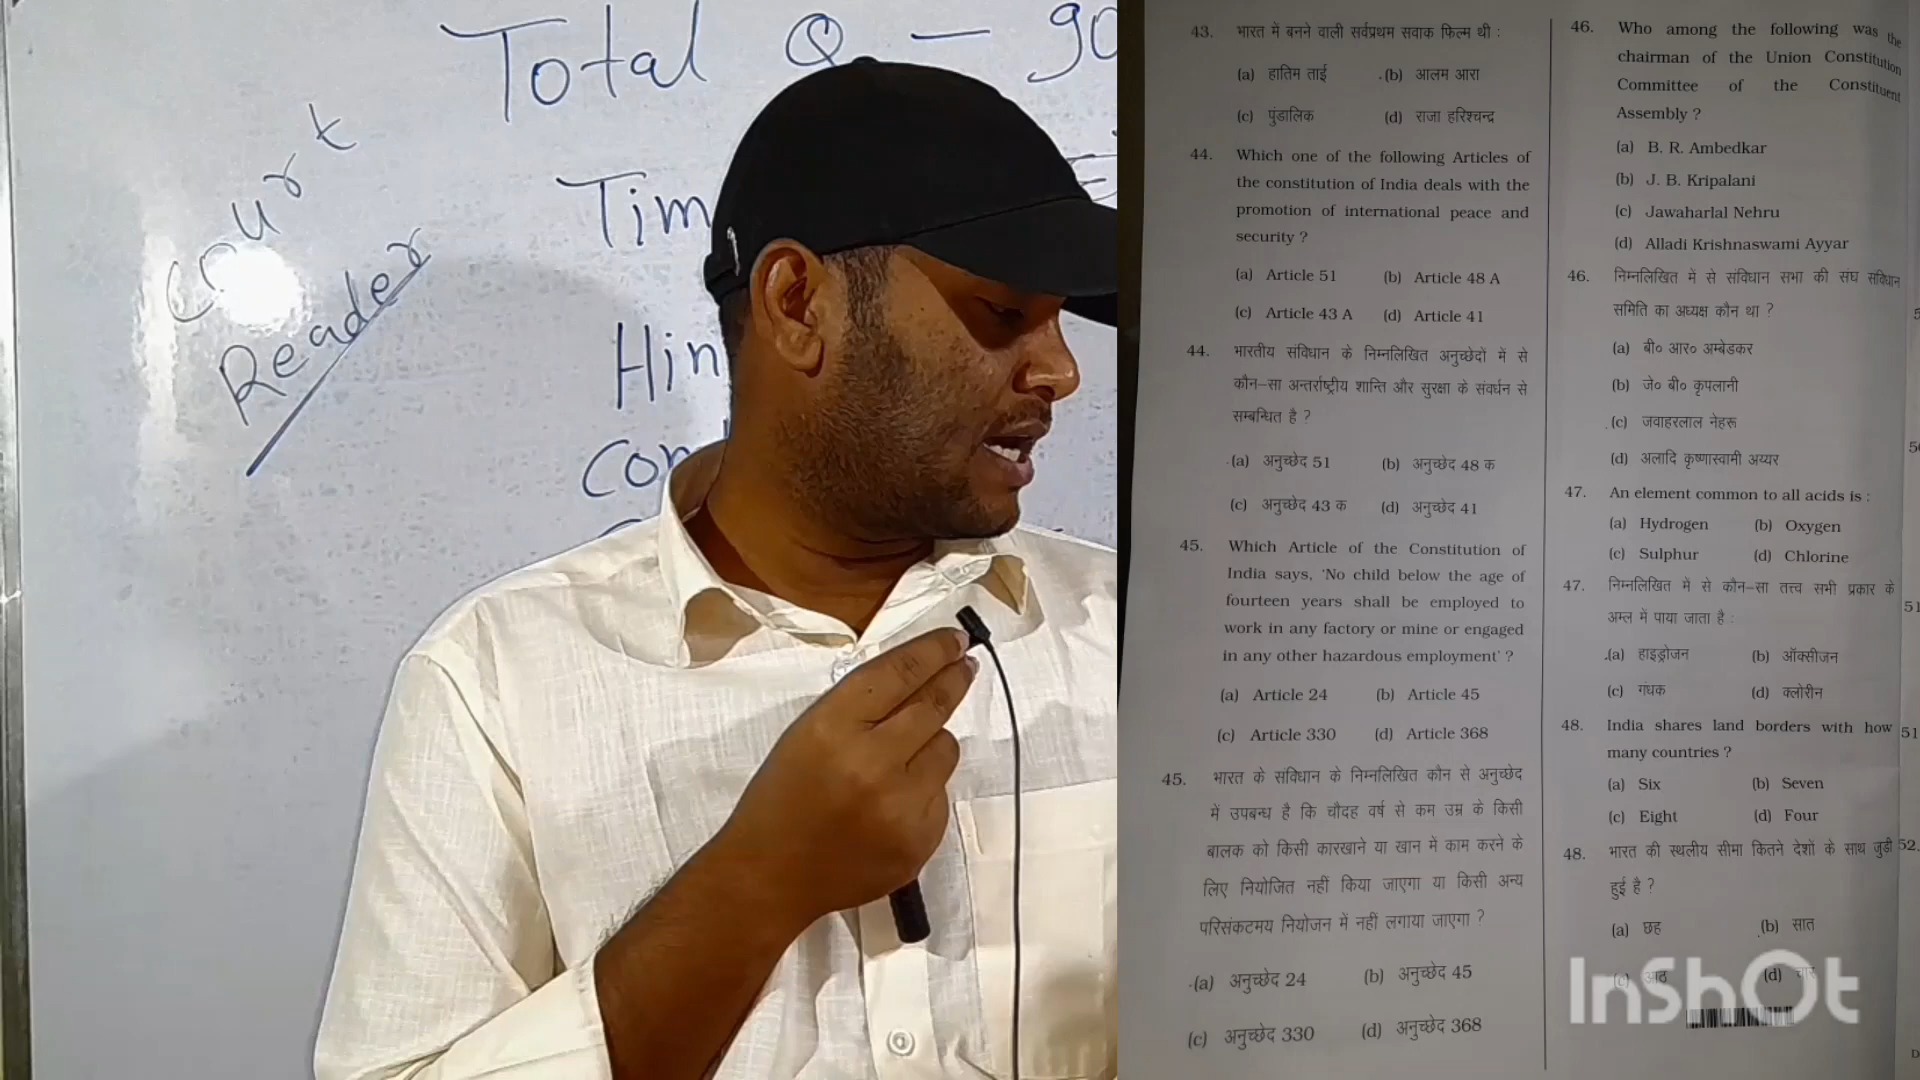 Total Q - 90
Court
Reader
Tim
Hin
Con
43. भारत में बनने वाली सर्वप्रथम सवाक फिल्म थी :
(a) हातिम ताई (b) आलम आरा
(c) पुंडालिक (d) राजा हरिश्चन्द्र
44. Which one of the following Articles of
the constitution of India deals with the
promotion of international peace and
security ?
(a) Article 51 (b) Article 48 A
(c) Article 43 A (d) Article 41
44. भारतीय संविधान के निम्नलिखित अनुच्छेदों में से
कौन-सा अन्तर्राष्ट्रीय शान्ति और सुरक्षा के संवर्धन से
सम्बन्धित है ?
(a) अनुच्छेद 51 (b) अनुच्छेद 48 क
(c) अनुच्छेद 43 क (d) अनुच्छेद 41
45. Which Article of the Constitution of
India says, 'No child below the age of
fourteen years shall be employed to
work in any factory or mine or engaged
in any other hazardous employment' ?
(a) Article 24 (b) Article 45
(c) Article 330 (d) Article 368
45. भारत के संविधान के निम्नलिखित कौन से अनुच्छेद
में उपबन्ध है कि चौदह वर्ष से कम उम्र के किसी
बालक को किसी कारखाने या खान में काम करने के
लिए नियोजित नहीं किया जाएगा या किसी अन्य
परिसंकटमय नियोजन में नहीं लगाया जाएगा ?
(a) अनुच्छेद 24 (b) अनुच्छेद 45
(c) अनुच्छेद 330 (d) अनुच्छेद 368
46. Who among the following was the
chairman of the Union Constitution
Committee of the Constituent
Assembly ?
(a) B. R. Ambedkar
(b) J. B. Kripalani
(c) Jawaharlal Nehru
(d) Alladi Krishnaswami Ayyar
46. निम्नलिखित में से संविधान सभा की संघ संविधान
समिति का अध्यक्ष कौन था ?
(a) बी० आर० अम्बेडकर
(b) जे० बी० कृपलानी
(c) जवाहरलाल नेहरू
(d) अलादि कृष्णास्वामी अय्यर
47. An element common to all acids is :
(a) Hydrogen (b) Oxygen
(c) Sulphur (d) Chlorine
47. निम्नलिखित में से कौन-सा तत्त्व सभी प्रकार के
अम्ल में पाया जाता है :
(a) हाइड्रोजन (b) ऑक्सीजन
(c) गंधक (d) क्लोरीन
48. India shares land borders with how
many countries ?
(a) Six (b) Seven
(c) Eight (d) Four
48. भारत की स्थलीय सीमा कितने देशों के साथ जुड़ी
हुई है ?
(a) छह (b) सात
(c) आठ (d) चार
51
51
52.
InShOt